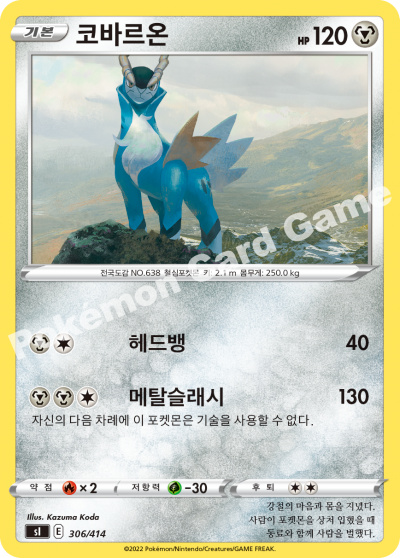 기본 코바르온 HP 120
전국도감 NO.638 철심포켓몬 키: 2.1 m 몸무게: 250.0 kg
헤드뱅 40
메탈슬래시 130
자신의 다음 차례에 이 포켓몬은 기술을 사용할 수 없다.
약점 ×2 저항력 -30 후퇴
강철의 마음과 몸을 지녔다.
사람이 포켓몬을 상처 입혔을 때
동료와 함께 사람을 벌했다.
Illus. Kazuma Koda
sI E 306/414
©2022 Pokémon/Nintendo/Creatures/GAME FREAK.
Pokémon Card Game